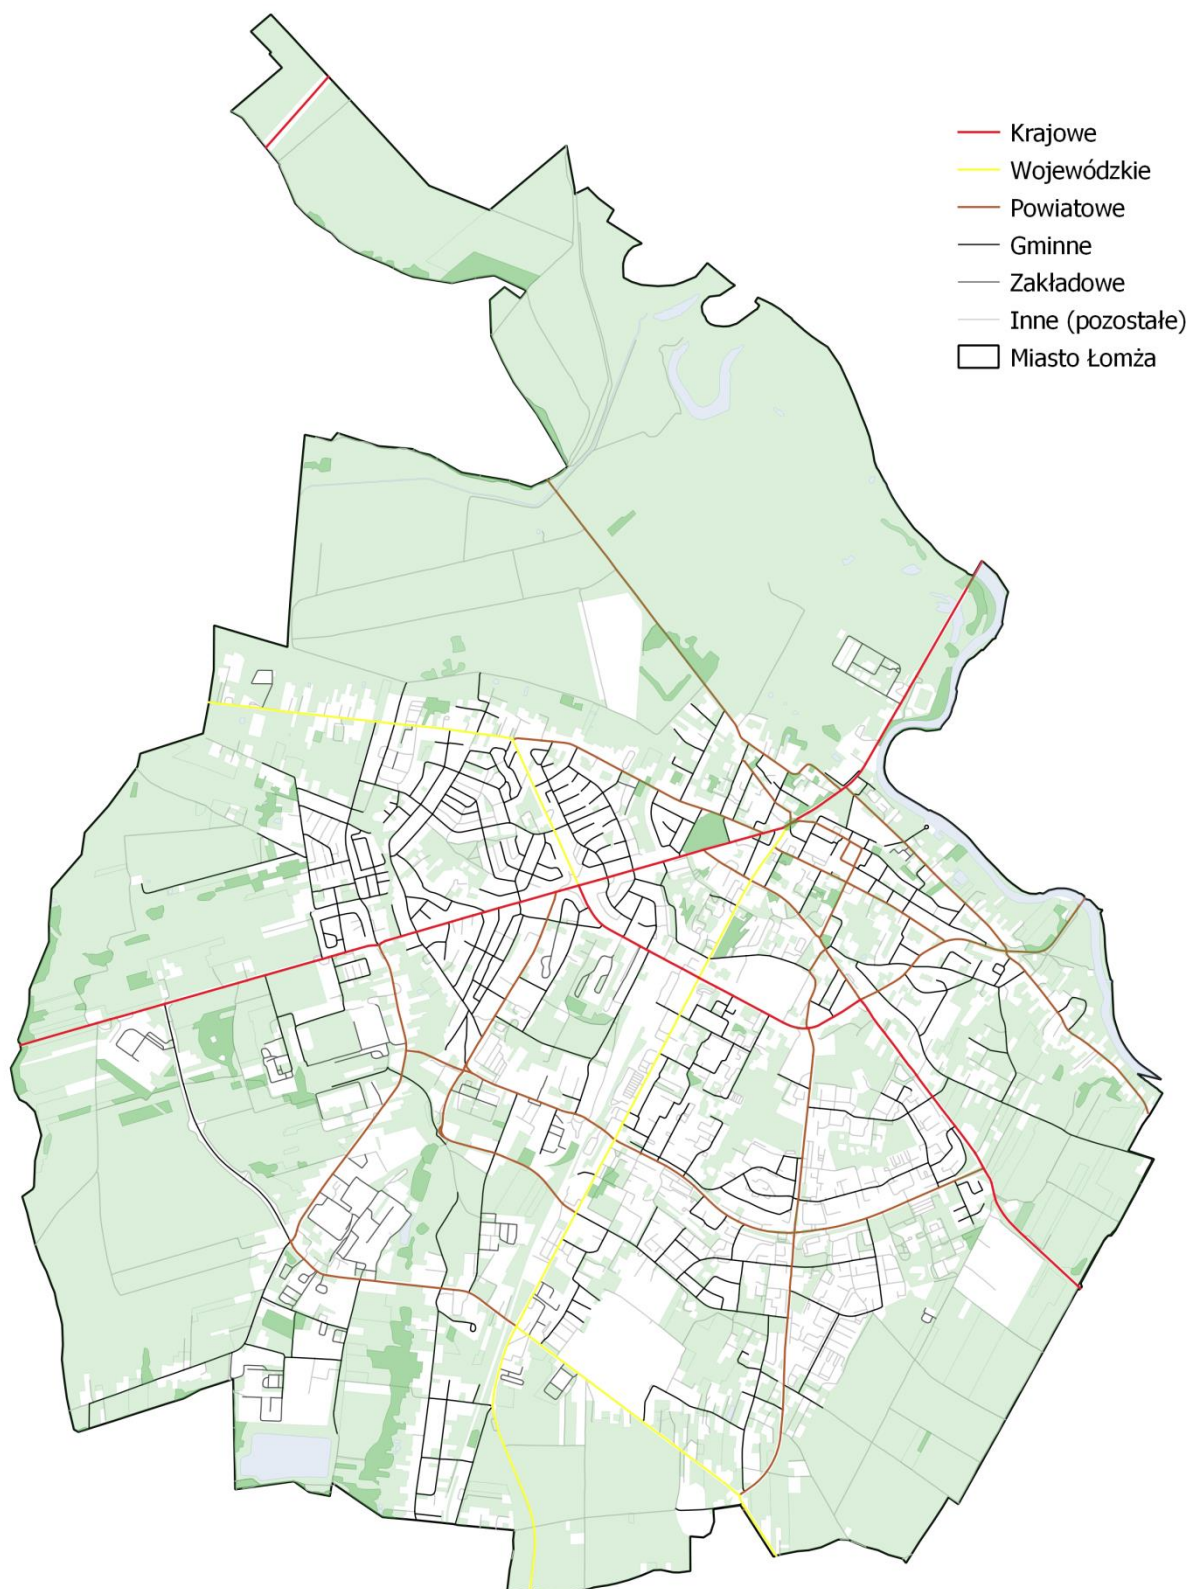 Krajowe
Wojewódzkie
Powiatowe
Gminne
Zakładowe
Inne (pozostałe)
Miasto Łomża